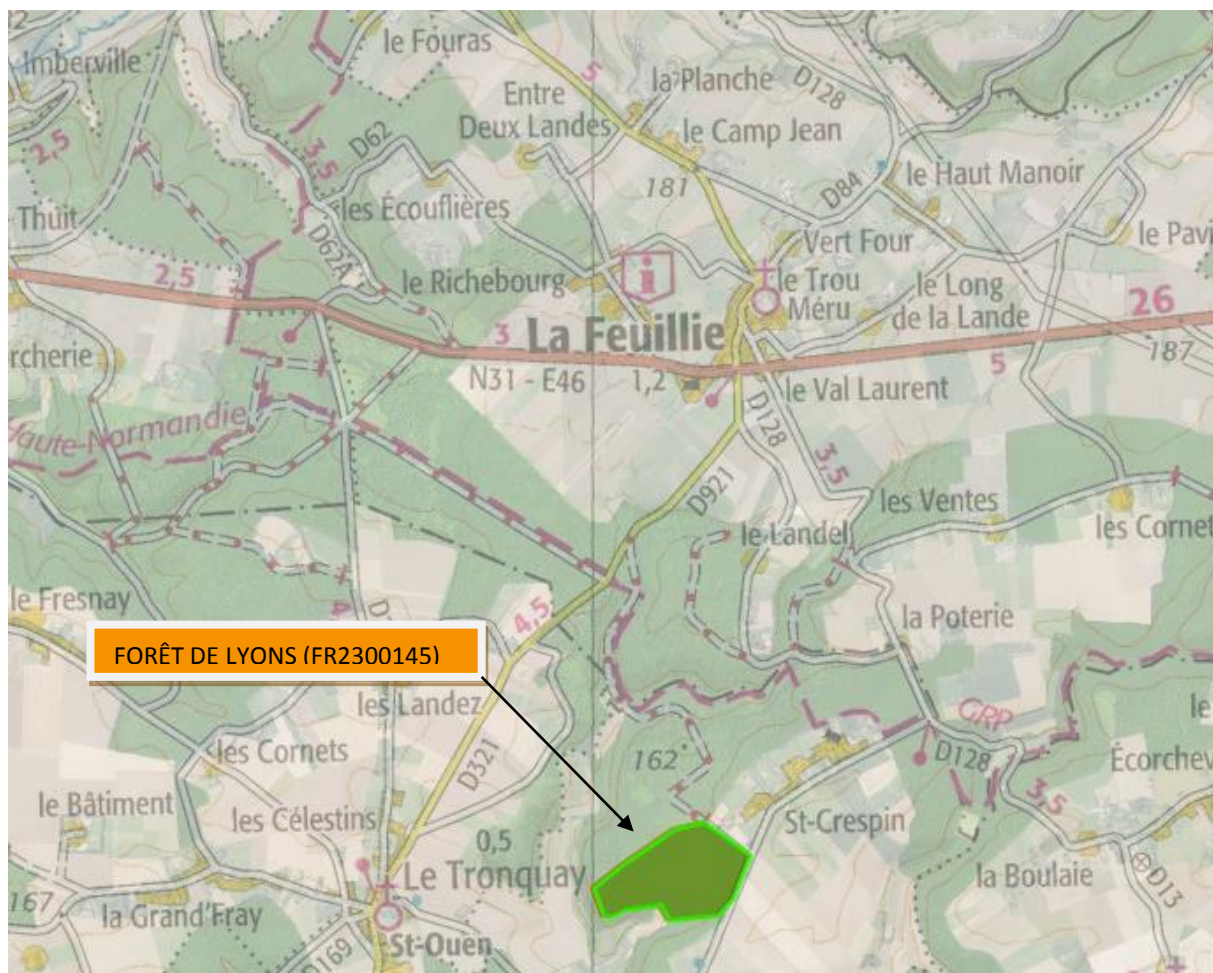 le Fouras
Imberville
5
la Planche
D128
Entre
Deux Landes
le Camp Jean
D62
2,5
3,5
181
D84
le Haut Manoir
Thuit
les Écouflières
D62A
Vert Four
le Pavi
2,5
le Richebourg
i
le Trou
Méru
le Long
de la Lande
26
3
La Feuillie
187
rcherie
N31 - E46
1,2
5
le Val Laurent
Haute-Normandie
D128
3,5
D921
les Ventes
le Landel
les Cornet
le Fresnay
4
D
4,5
la Poterie
FORÊT DE LYONS (FR2300145)
les Landez
GRP
le
les Cornets
D321
162
D128
Écorchev
le Bâtiment
les Célestins
3,5
St-Crespin
0,5
Le Tronquay
la Boulaie
D13
167
la Grand'Fray
St-Ouen
D169